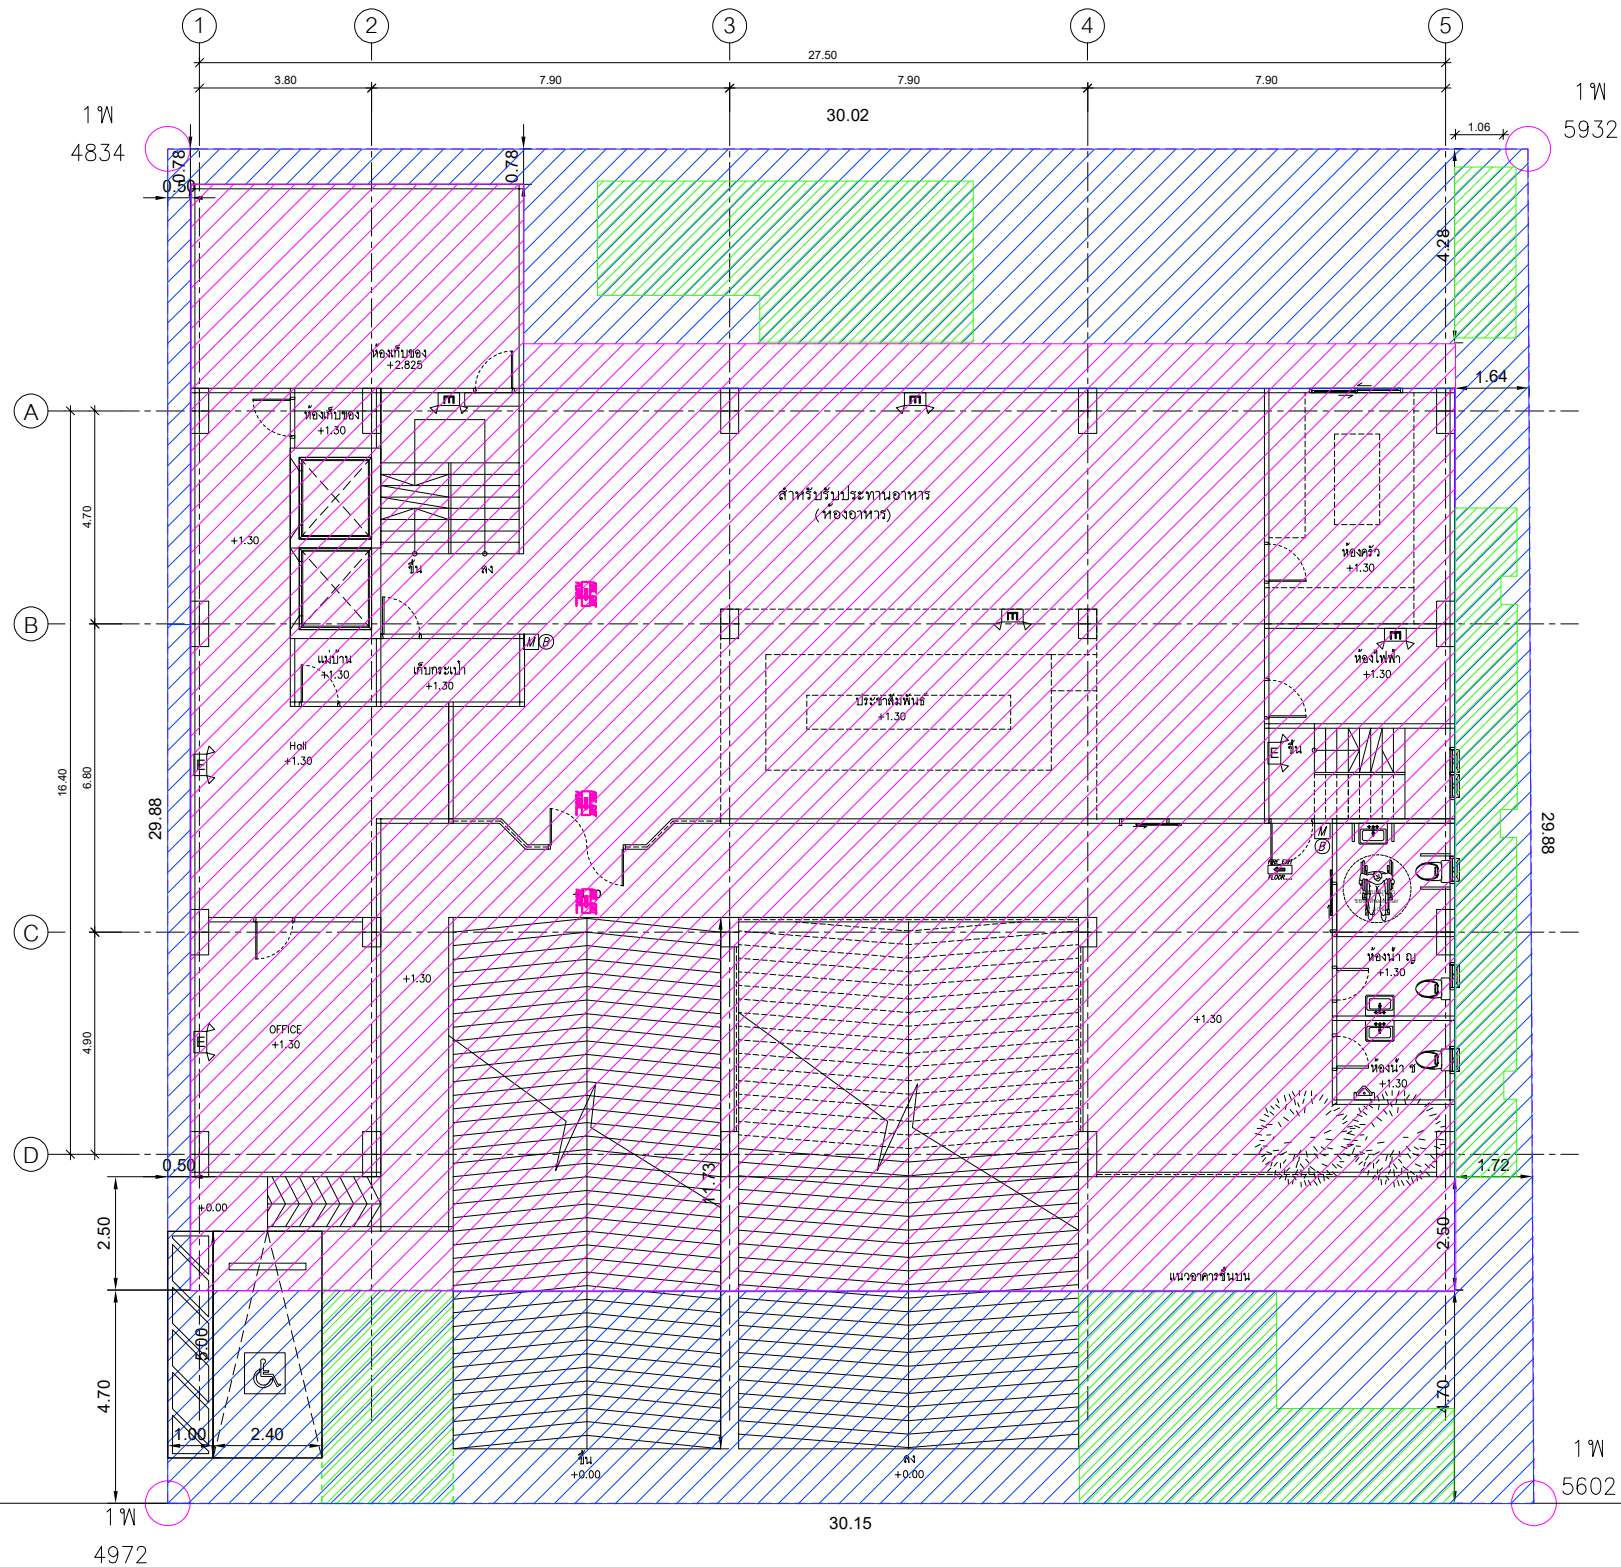 1
2
3
4
5
27.50
3.80
7.90
7.90
7.90
1 พ
4834
30.02
1 พ
5932
1.06
0.78
0.78
0.50
4.28
ห้องเก็บของ
+2.825
1.64
A
ห้องเก็บของ
+1.30
สำหรับรับประทานอาหาร
(ห้องอาหาร)
4.70
+1.30
ห้องครัว
+1.30
ขึ้น
ลง
B
M
B
แม่บ้าน
+1.30
เก็บกระเป๋า
+1.30
ห้องไฟฟ้า
+1.30
ประชาสัมพันธ์
+1.30
Hall
+1.30
E
E
ขึ้น
16.40
6.80
29.88
29.88
M
B
FIRE EXIT
FLOOR
C
ห้องน้ำ ญ
+1.30
+1.30
4.90
OFFICE
+1.30
E
+1.30
ห้องน้ำ ช
+1.30
D
0.50
11.73
1.72
+0.00
2.50
2.50
แนวอาคารชั้นบน
5.00
4.70
4.70
1.00
2.40
ขึ้น
+0.00
ลง
+0.00
1 พ
5602
1 พ
4972
30.15